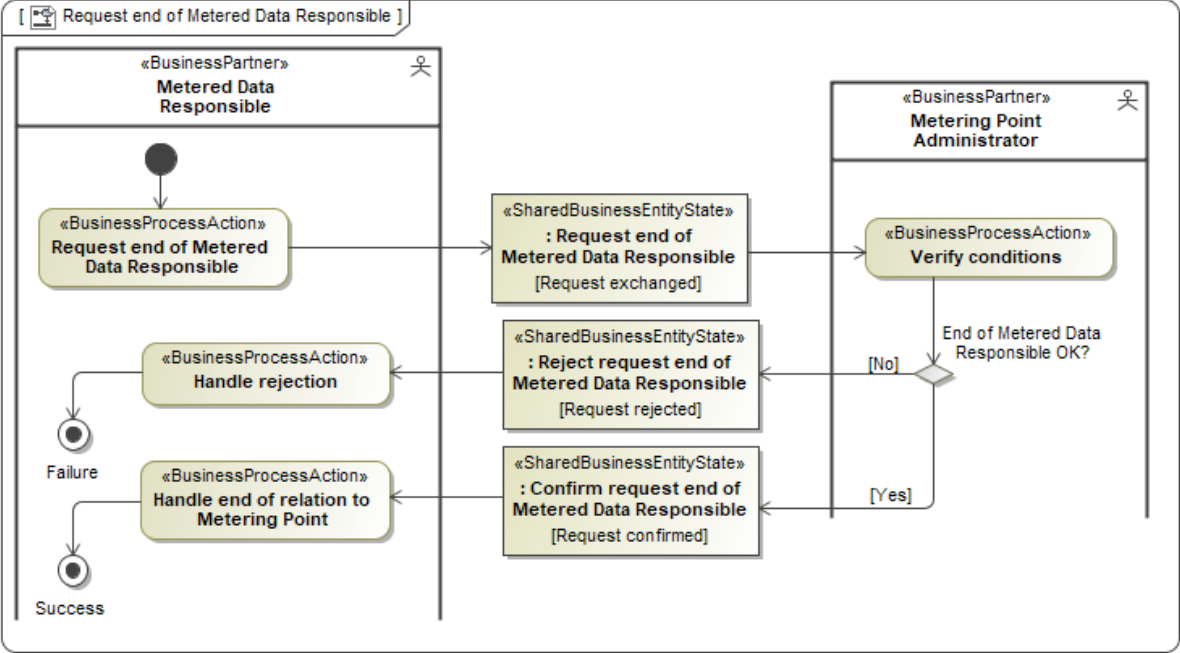 [ Request end of Metered Data Responsible ]
«BusinessPartner»
Metered Data
Responsible
«BusinessPartner»
Metering Point
Administrator
«BusinessProcessAction»
Request end of Metered
Data Responsible
«SharedBusinessEntityState»
: Request end of
Metered Data Responsible
[Request exchanged]
«BusinessProcessAction»
Verify conditions
End of Metered Data
Responsible OK?
[No]
«SharedBusinessEntityState»
: Reject request end of
Metered Data Responsible
[Request rejected]
«BusinessProcessAction»
Handle rejection
Failure
[Yes]
«SharedBusinessEntityState»
: Confirm request end of
Metered Data Responsible
[Request confirmed]
«BusinessProcessAction»
Handle end of relation to
Metering Point
Success